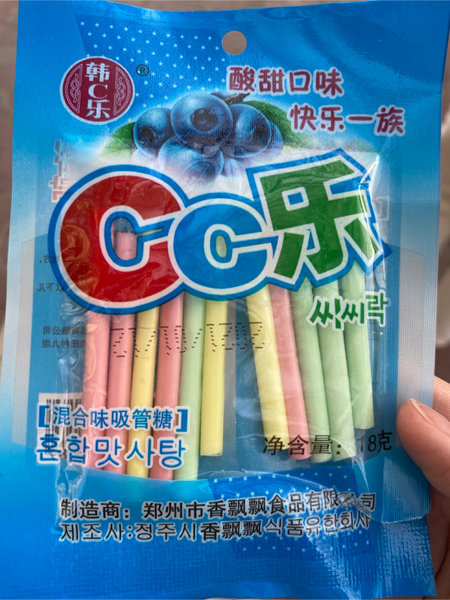 韩C乐
®
酸甜口味
快乐一族
CC乐
씨씨락
[混合味吸管糖]
혼합맛사탕
净含量: 18克
制造商: 郑州市香飘飘食品有限公司
제조사:정주시香飘飘식품유한회사